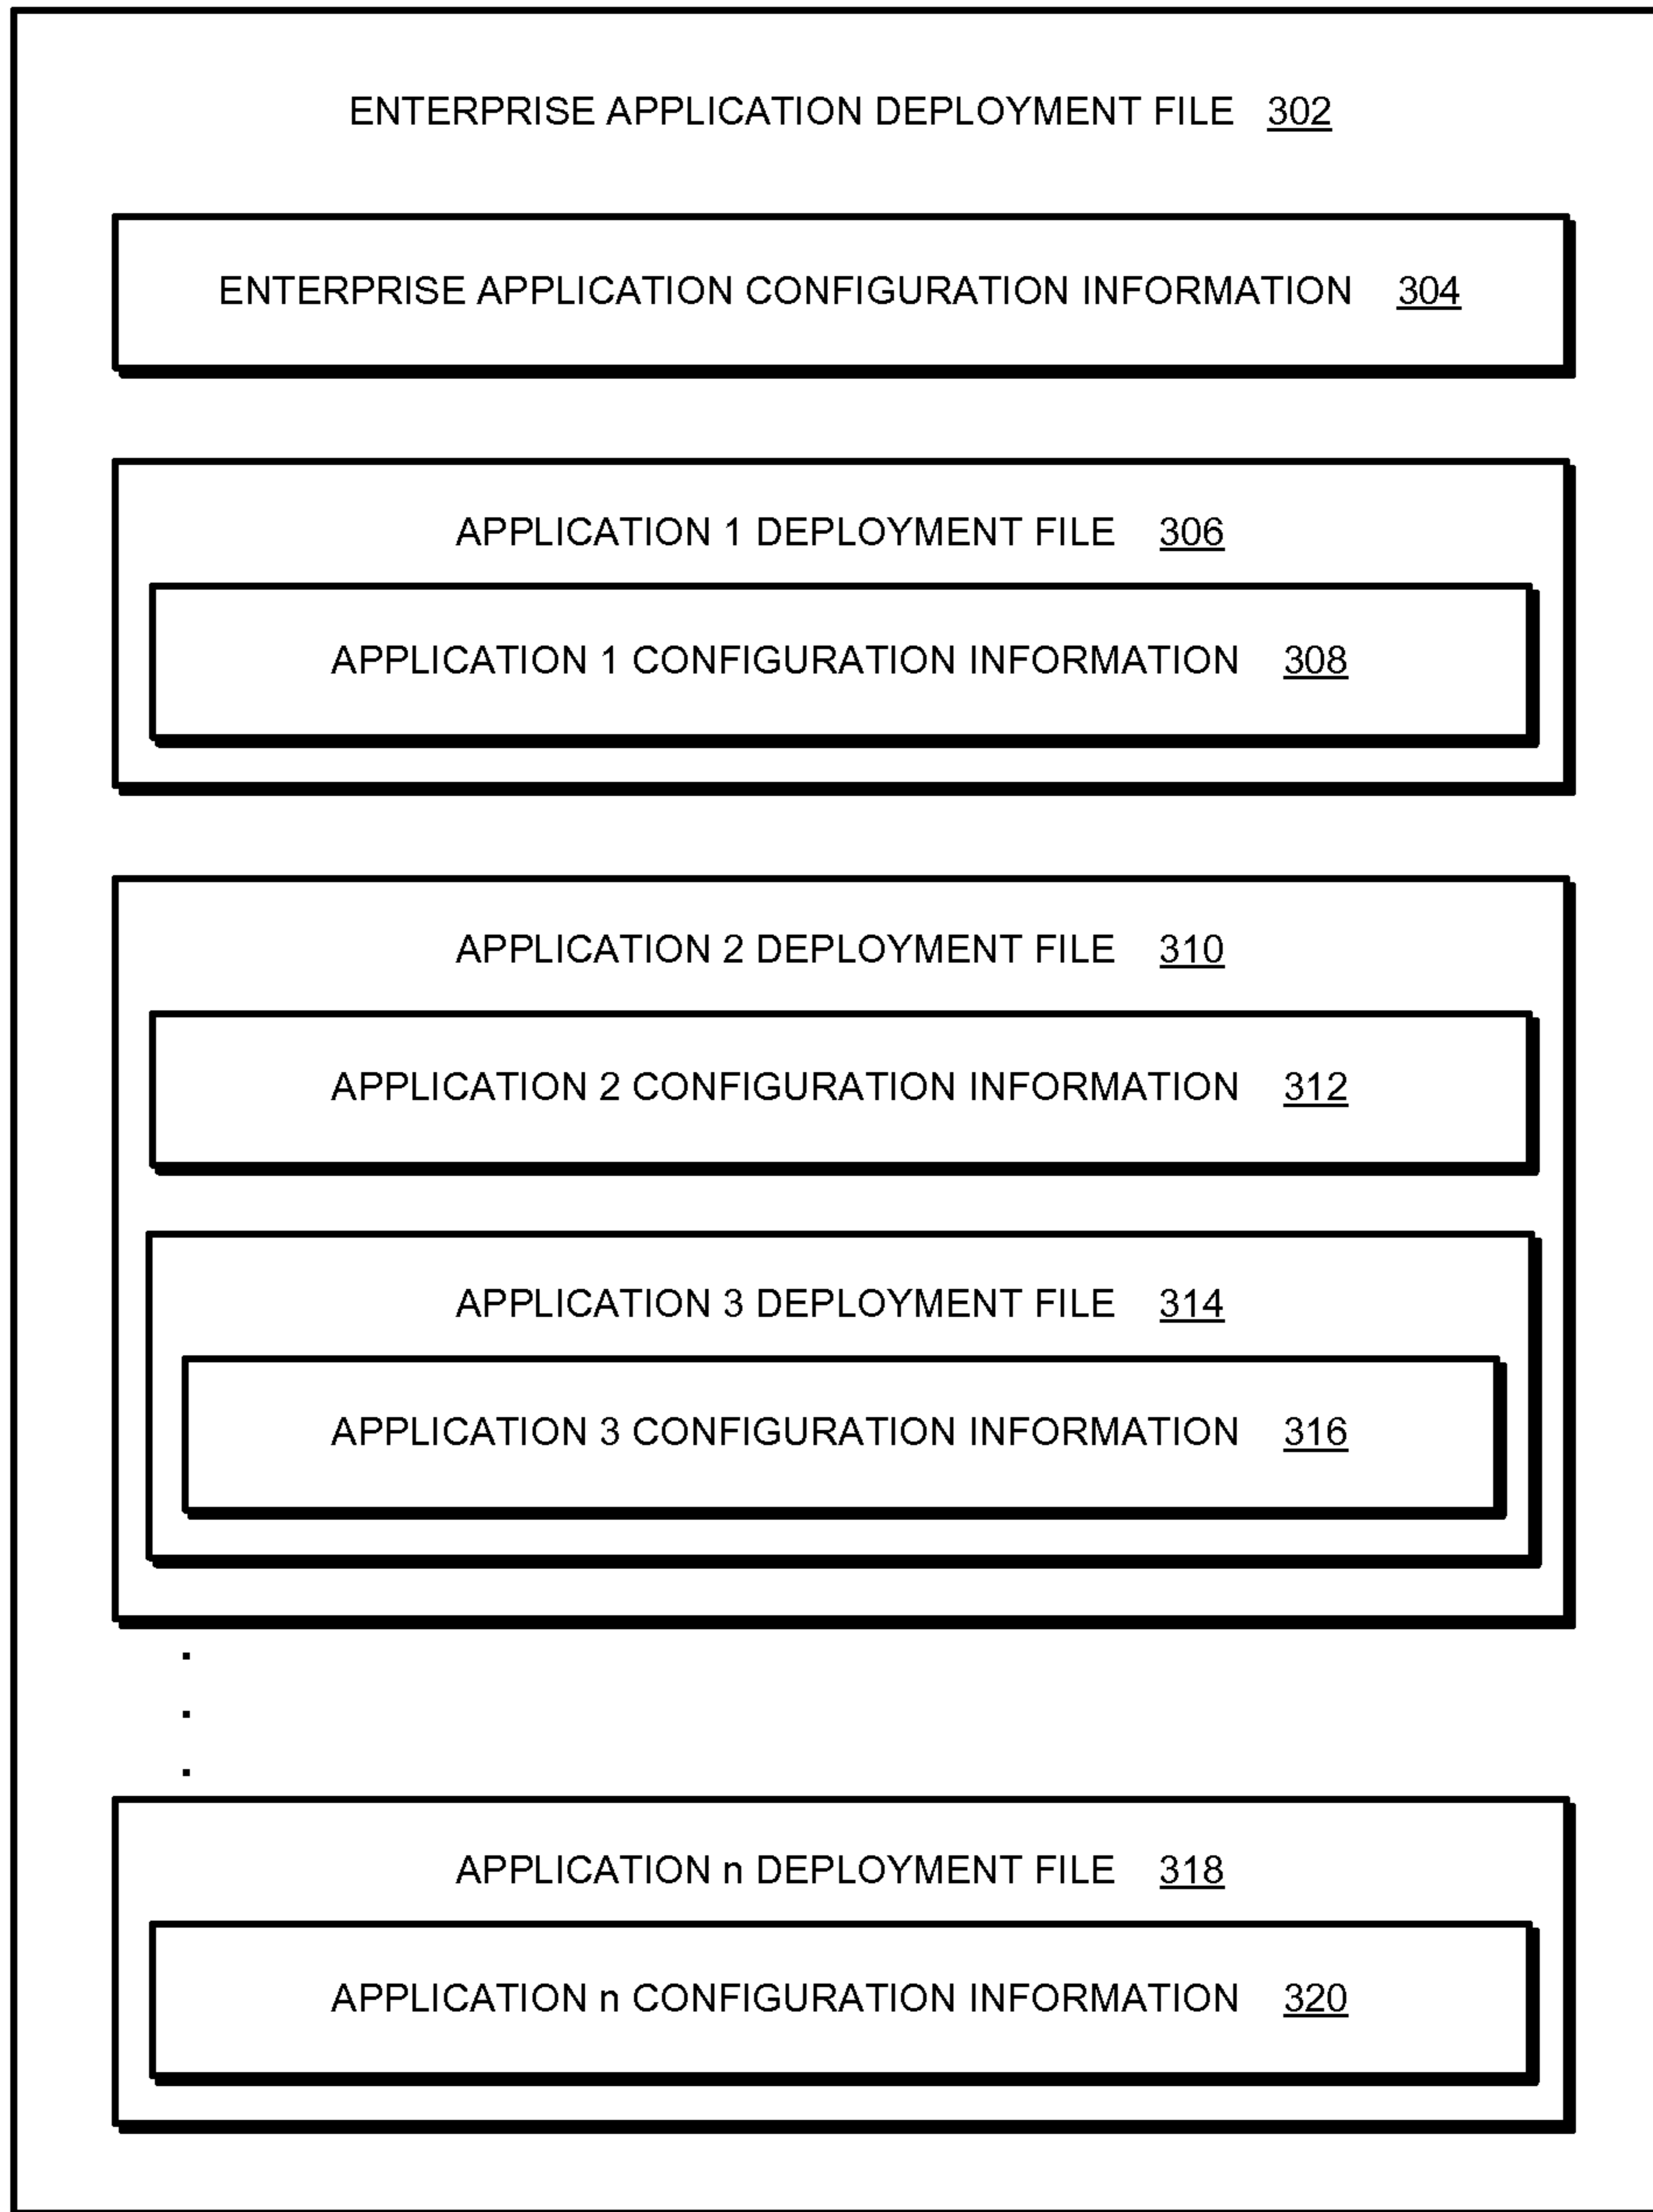 ENTERPRISE APPLICATION DEPLOYMENT FILE 302
ENTERPRISE APPLICATION CONFIGURATION INFORMATION 304
APPLICATION 1 DEPLOYMENT FILE 306
APPLICATION 1 CONFIGURATION INFORMATION 308
APPLICATION 2 DEPLOYMENT FILE 310
APPLICATION 2 CONFIGURATION INFORMATION 312
APPLICATION 3 DEPLOYMENT FILE 314
APPLICATION 3 CONFIGURATION INFORMATION 316
.
.
.
APPLICATION n DEPLOYMENT FILE 318
APPLICATION n CONFIGURATION INFORMATION 320